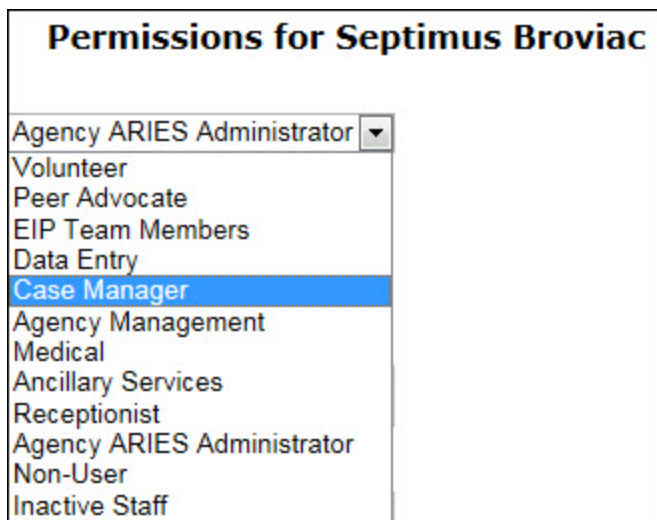 Permissions for Septimus Broviac
Agency ARIES Administrator
Volunteer
Peer Advocate
EIP Team Members
Data Entry
Case Manager
Agency Management
Medical
Ancillary Services
Receptionist
Agency ARIES Administrator
Non-User
Inactive Staff